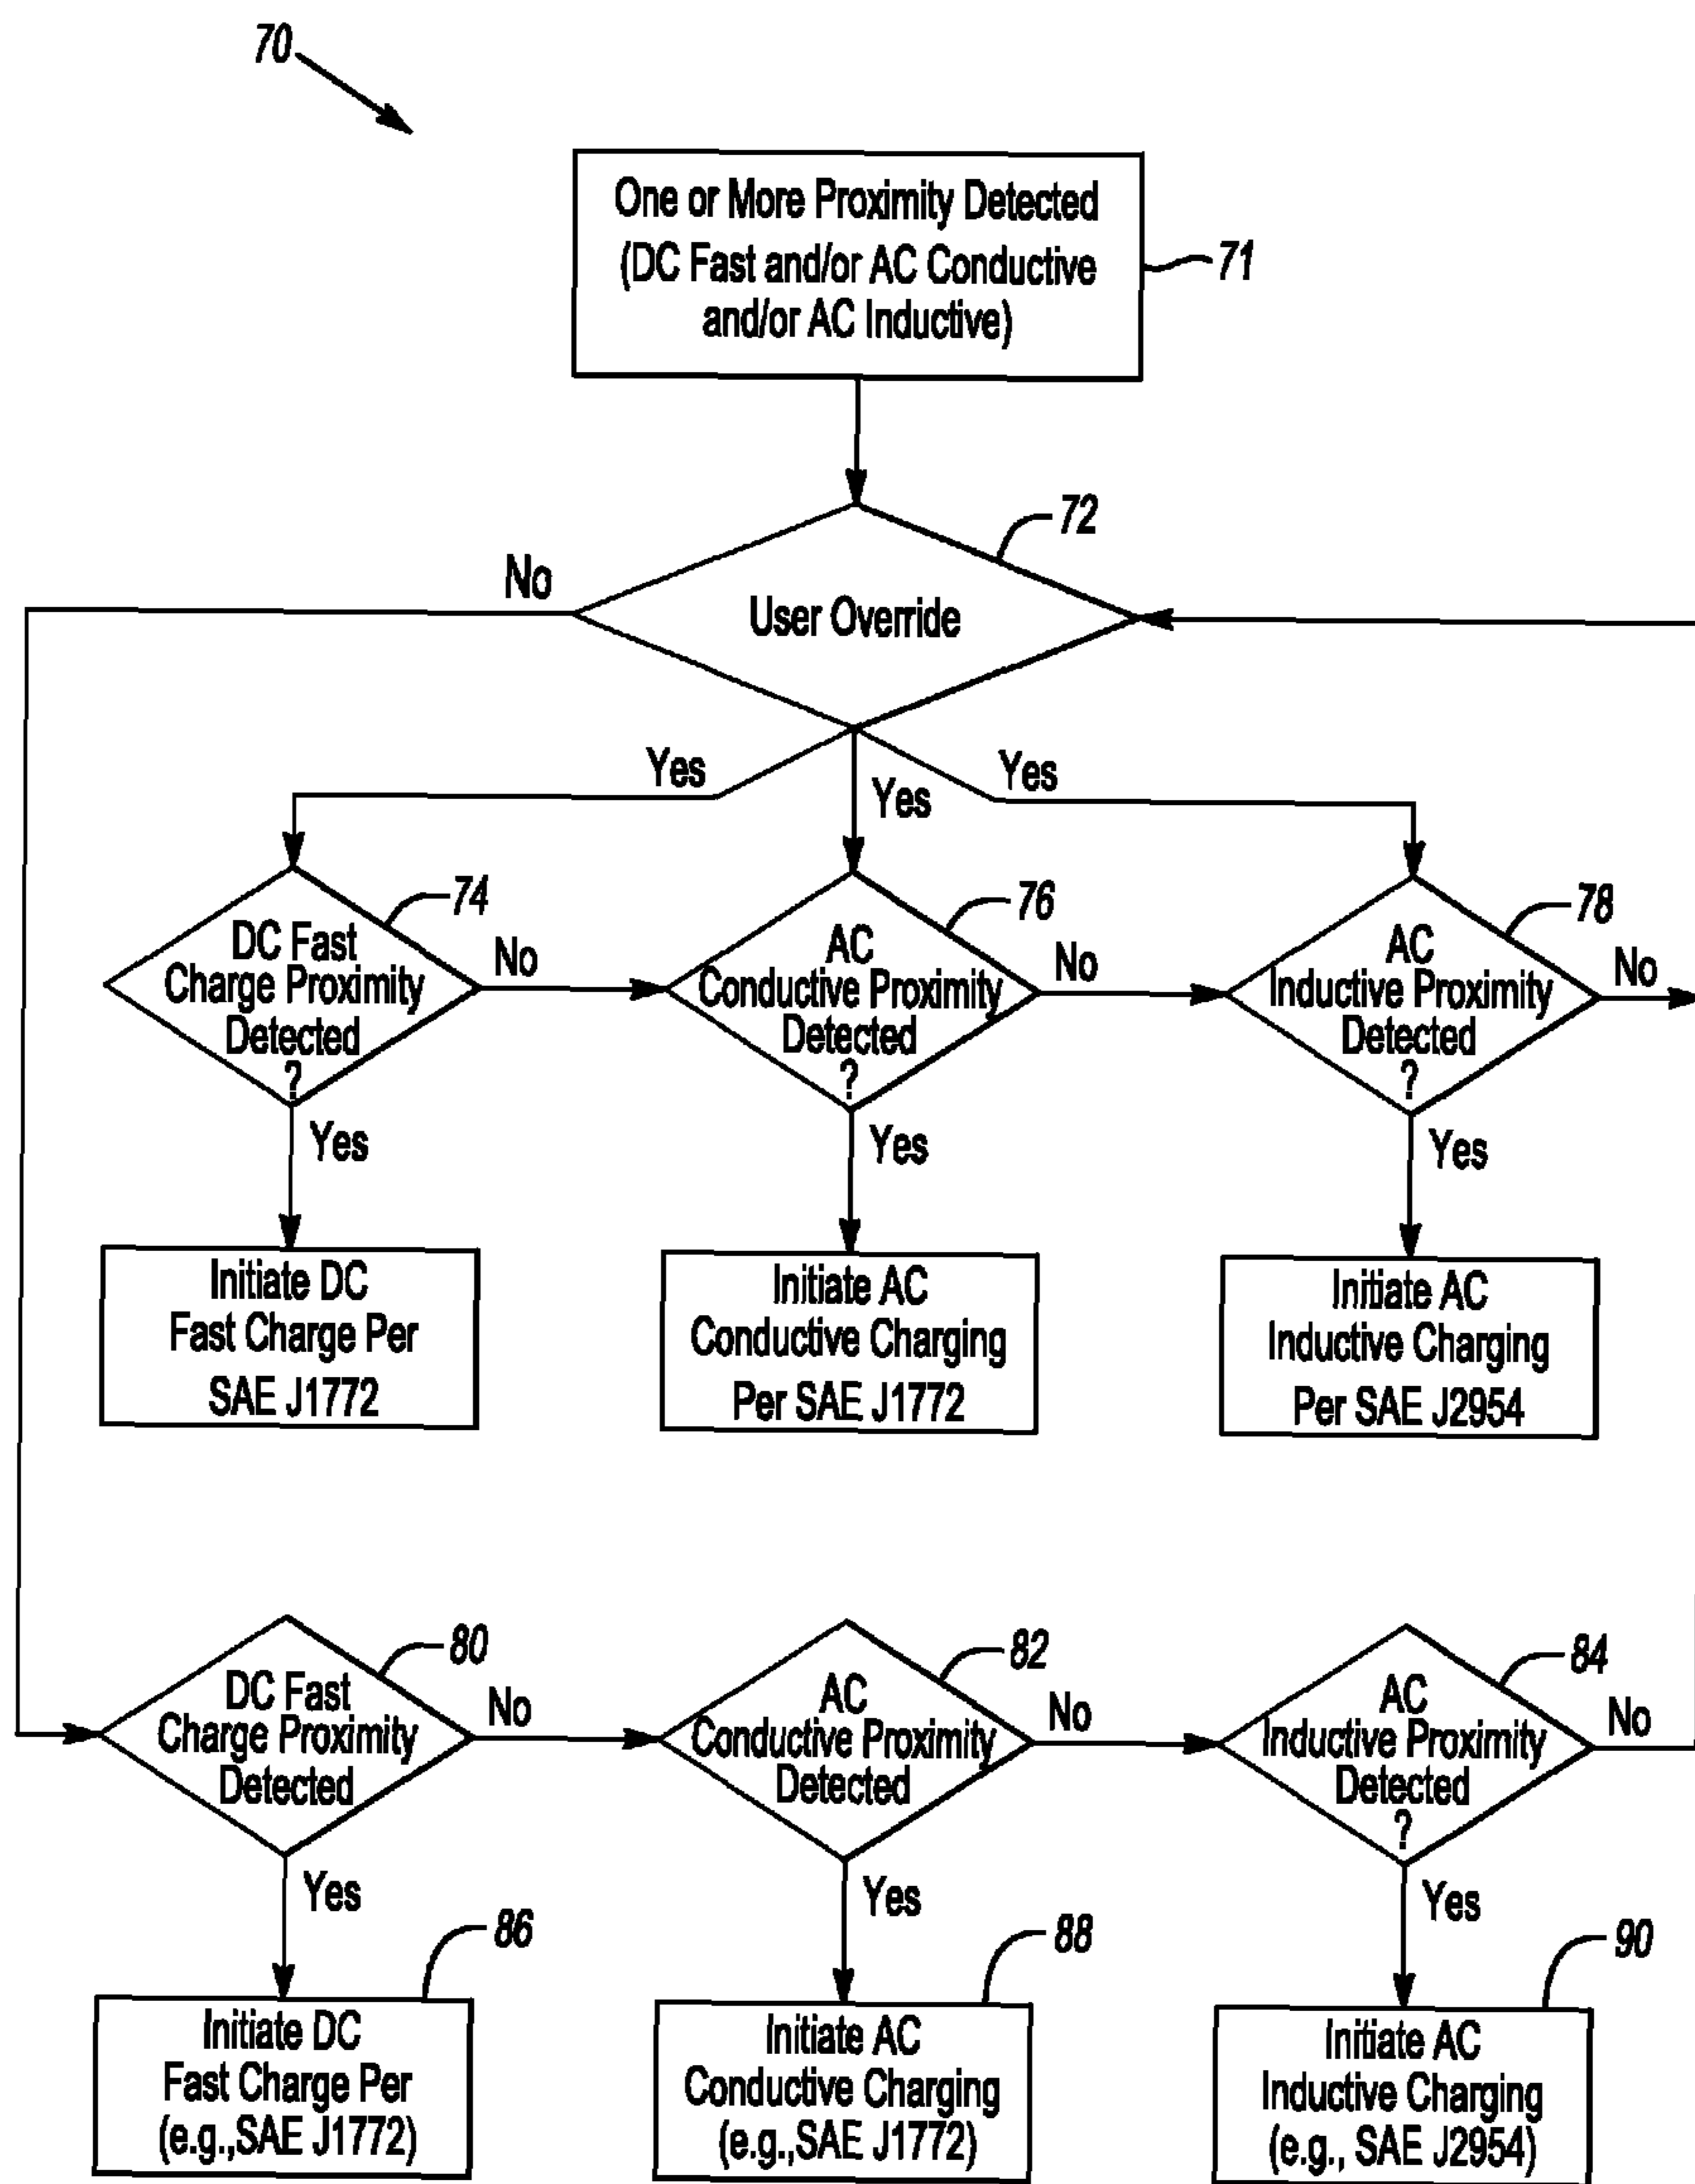 70
One or More Proximity Detected
(DC Fast and/or AC Conductive
and/or AC Inductive)
71
72
No
User Override
Yes
Yes
Yes
74
DC Fast
Charge Proximity
Detected
?
No
76
AC
Conductive Proximity
Detected
?
No
78
AC
Inductive Proximity
Detected
?
No
Yes
Yes
Yes
Initiate DC
Fast Charge Per
SAE J1772
Initiate AC
Conductive Charging
Per SAE J1772
Initiate AC
Inductive Charging
Per SAE J2954
80
DC Fast
Charge Proximity
Detected
No
82
AC
Conductive Proximity
Detected
No
84
AC
Inductive Proximity
Detected
?
No
Yes
Yes
Yes
86
88
90
Initiate DC
Fast Charge Per
(e.g.,SAE J1772)
Initiate AC
Conductive Charging
(e.g.,SAE J1772)
Initiate AC
Inductive Charging
(e.g., SAE J2954)